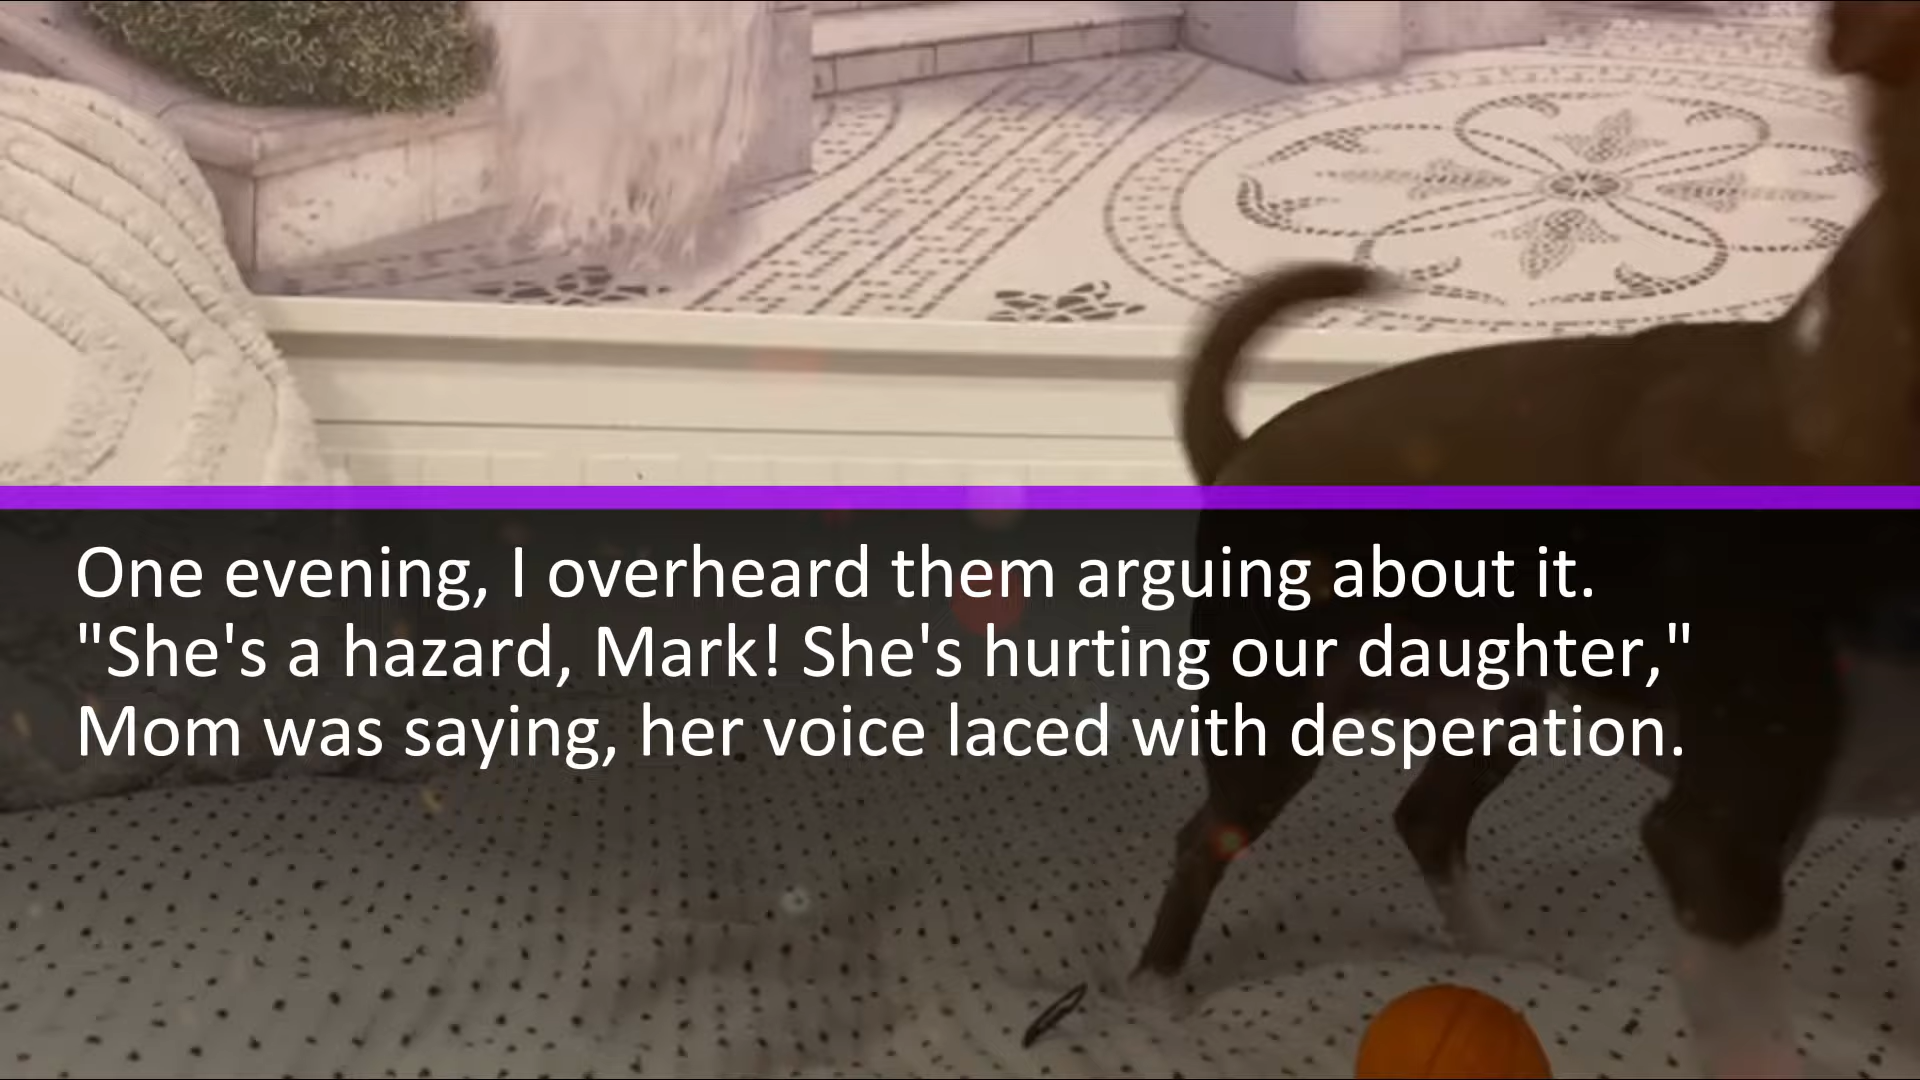 One evening, I overheard them arguing about it.
"She's a hazard, Mark! She's hurting our daughter,"
Mom was saying, her voice laced with desperation.